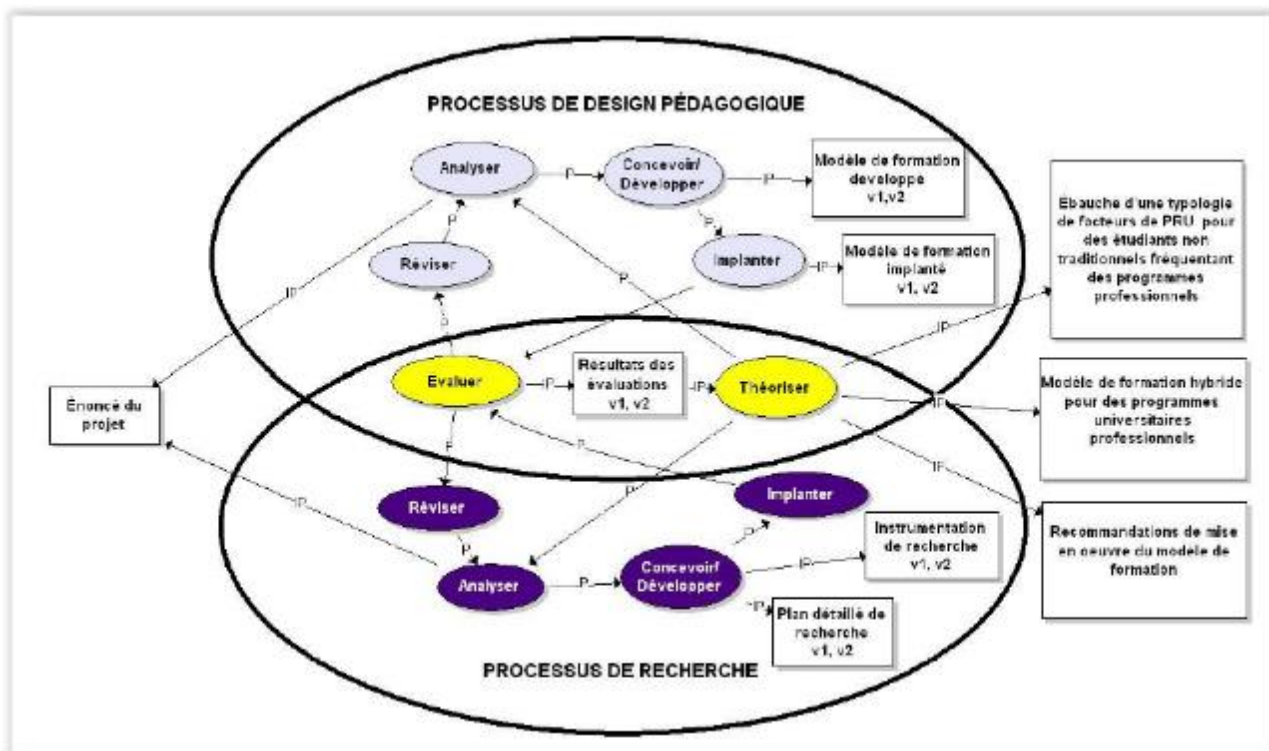 PROCESSUS DE DESIGN PÉDAGOGIQUE
Analyser
P
Concevoir/
Développer
IP
Modèle de formation
developpe
v1,v2
P
P
Réviser
Implanter
IP
Modèle de formation
implanté
v1, v2
Ébauche d'une typologie
de facteurs de PRU pour
des étudiants non
traditionnels fréquentant
des programmes
professionnels
IP
P
P
IP
P
Evaluer
IP
Résultats des
évaluations
v1, v2
IP
Théoriser
IP
Modèle de formation hybride
pour des programmes
universitaires
professionnels
Énoncé du
projet
P
P
IP
P
IP
Réviser
Implanter
P
P
Instrumentation
de recherche
v1, v2
Recommandations de mise
en oeuvre du modele de
formation
Analyser
P
Concevoir/
Développer
IP
IP
Plan détaillé de
recherche
v1, v2
PROCESSUS DE RECHERCHE